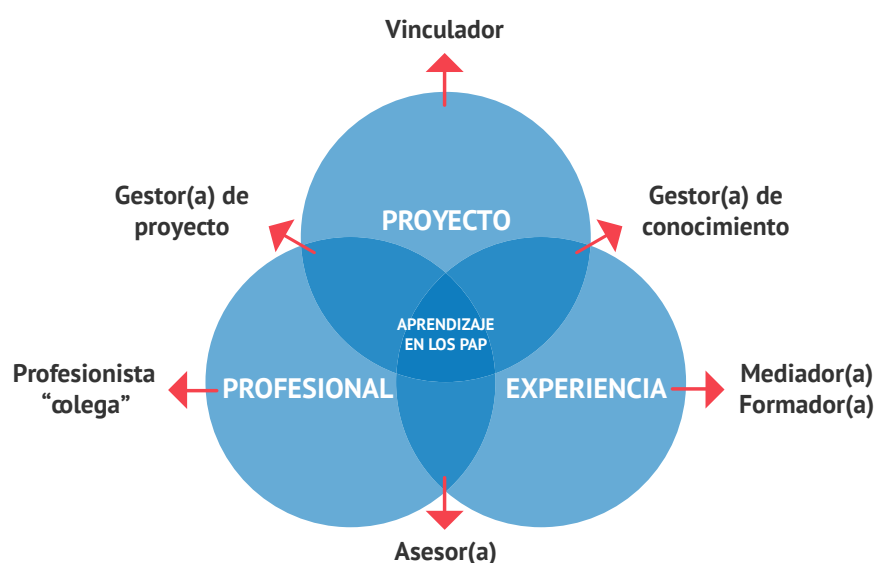 Vinculador
Gestor(a) de
proyecto
Gestor(a) de
conocimiento
PROYECTO
APRENDIZAJE
EN LOS PAP
Profesionista
“colega”
PROFESIONAL
EXPERIENCIA
Mediador(a)
Formador(a)
Asesor(a)